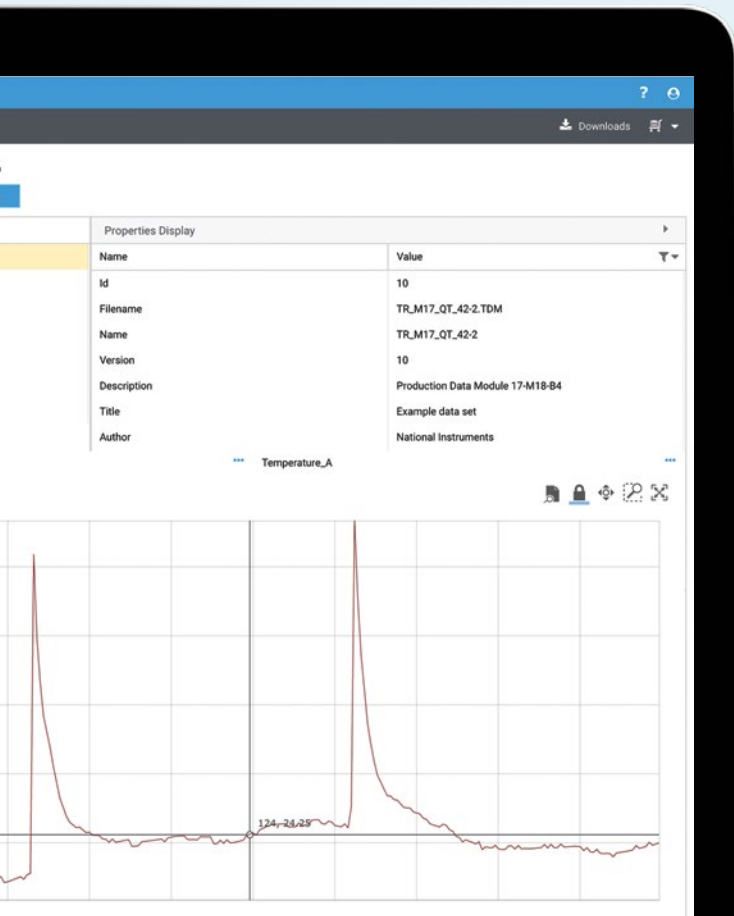 ?
Downloads
Properties Display
Name Value
Id 10
Filename TR_M17_QT_42-2.TDM
Name TR_M17_QT_42-2
Version 10
Description Production Data Module 17-M18-B4
Title Example data set
Author National Instruments
Temperature_A
124, 24.25